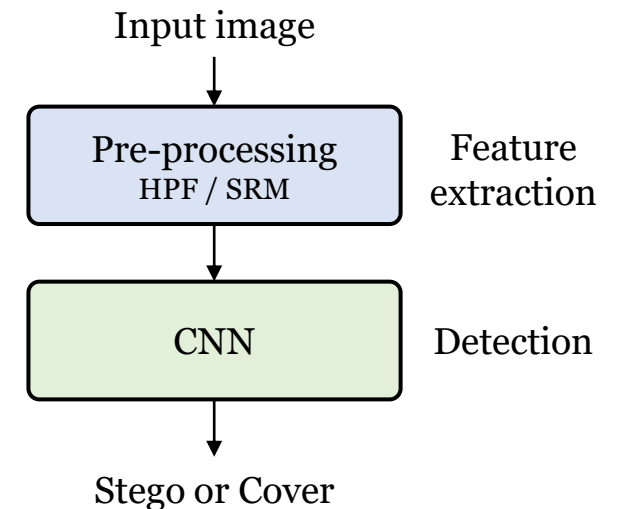 Input image
Pre-processing
HPF / SRM
Feature
extraction
CNN
Detection
Stego or Cover